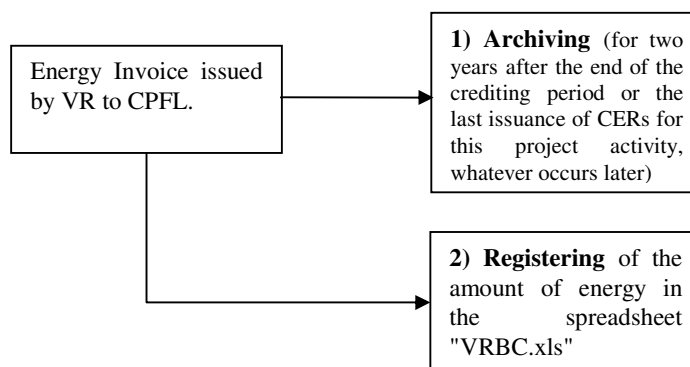 Energy Invoice issued
by VR to CPFL.
1) Archiving (for two
years after the end of the
crediting period or the
last issuance of CERs for
this project activity,
whatever occurs later)
2) Registering of the
amount of energy in
the spreadsheet
"VRBC.xls"